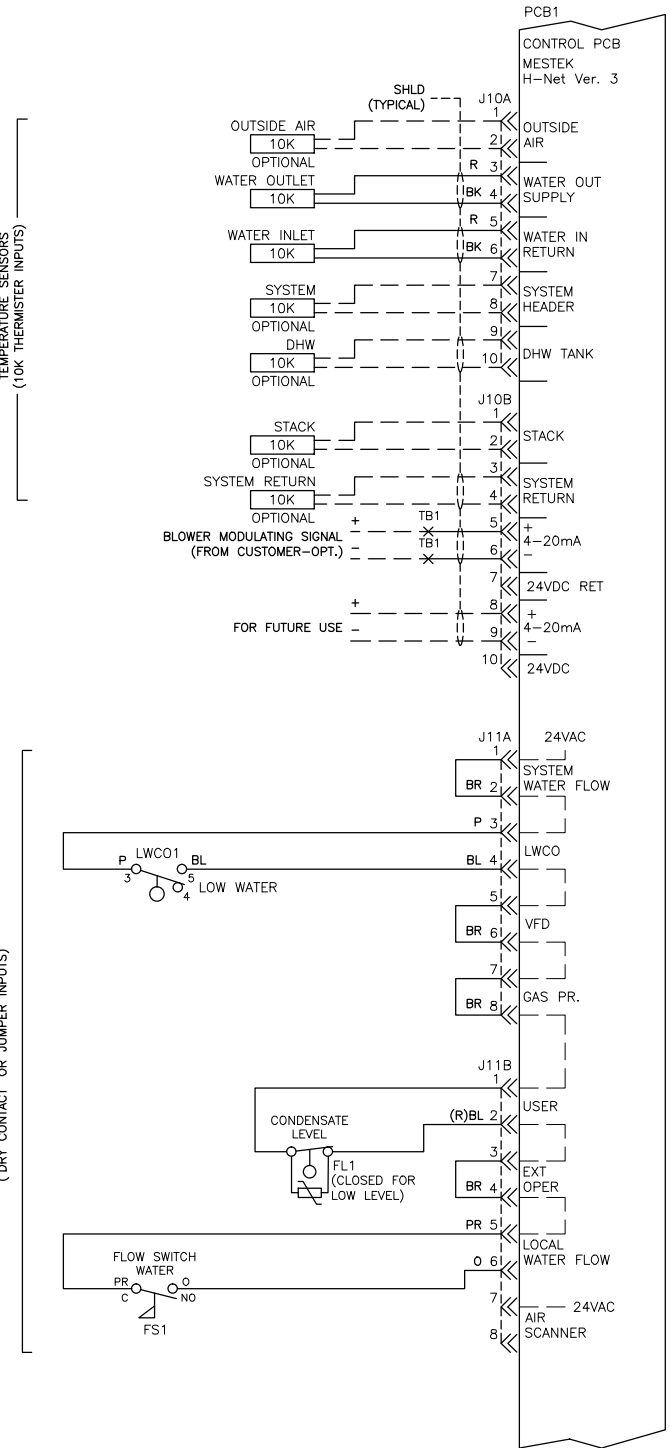 PCB1
CONTROL PCB
MESTEK
H-Net Ver. 3
SHLD
(TYPICAL)
J10A
TEMPERATURE SENSORS
(10K THERMISTER INPUTS)
OUTSIDE AIR
10K
OPTIONAL
1
2
OUTSIDE
AIR
WATER OUTLET
10K
R 3
BK 4
WATER OUT
SUPPLY
WATER INLET
10K
R 5
BK 6
WATER IN
RETURN
SYSTEM
10K
OPTIONAL
7
8
SYSTEM
HEADER
DHW
10K
OPTIONAL
9
10
DHW TANK
J10B
STACK
10K
OPTIONAL
1
2
STACK
SYSTEM RETURN
10K
OPTIONAL
3
4
SYSTEM
RETURN
BLOWER MODULATING SIGNAL
(FROM CUSTOMER-OPT.)
+
-
TB1
TB1
5
6
+
4-20mA
-
7
24VDC RET
FOR FUTURE USE
+
-
8
9
+
4-20mA
-
10
24VDC
J11A
24VAC
1
BR 2
SYSTEM
WATER FLOW
P 3
BL 4
LWCO
P
LWCO1
BL
3
5
4
LOW WATER
5
BR 6
VFD
7
BR 8
GAS PR.
(DRY CONTACT OR JUMPER INPUTS)
J11B
1
(R)BL 2
USER
CONDENSATE
LEVEL
FL1
(CLOSED FOR
LOW LEVEL)
3
BR 4
EXT
OPER
PR 5
O 6
LOCAL
WATER FLOW
FLOW SWITCH
WATER
PR
O
C
NO
FS1
7
24VAC
8
AIR
SCANNER